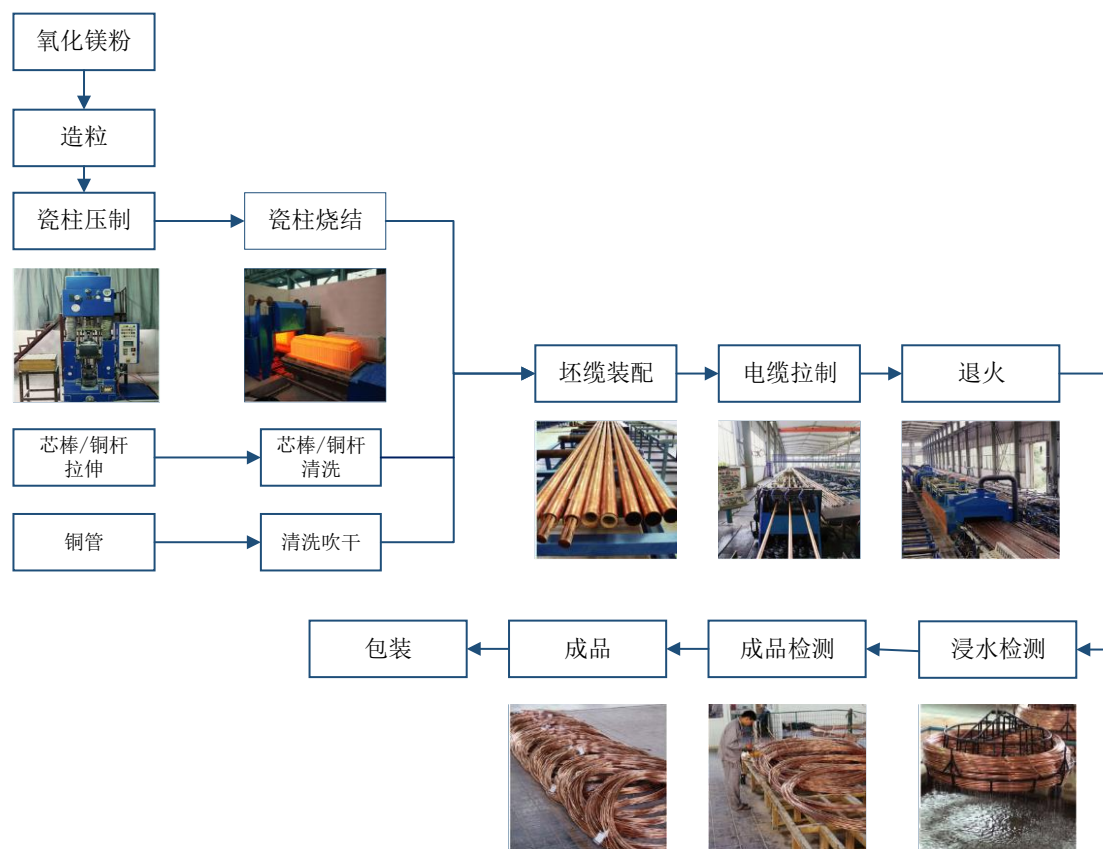 氧化镁粉
造粒
瓷柱压制
瓷柱烧结
坯缆装配
电缆拉制
退火
芯棒/铜杆
拉伸
芯棒/铜杆
清洗
铜管
清洗吹干
包装
成品
成品检测
浸水检测